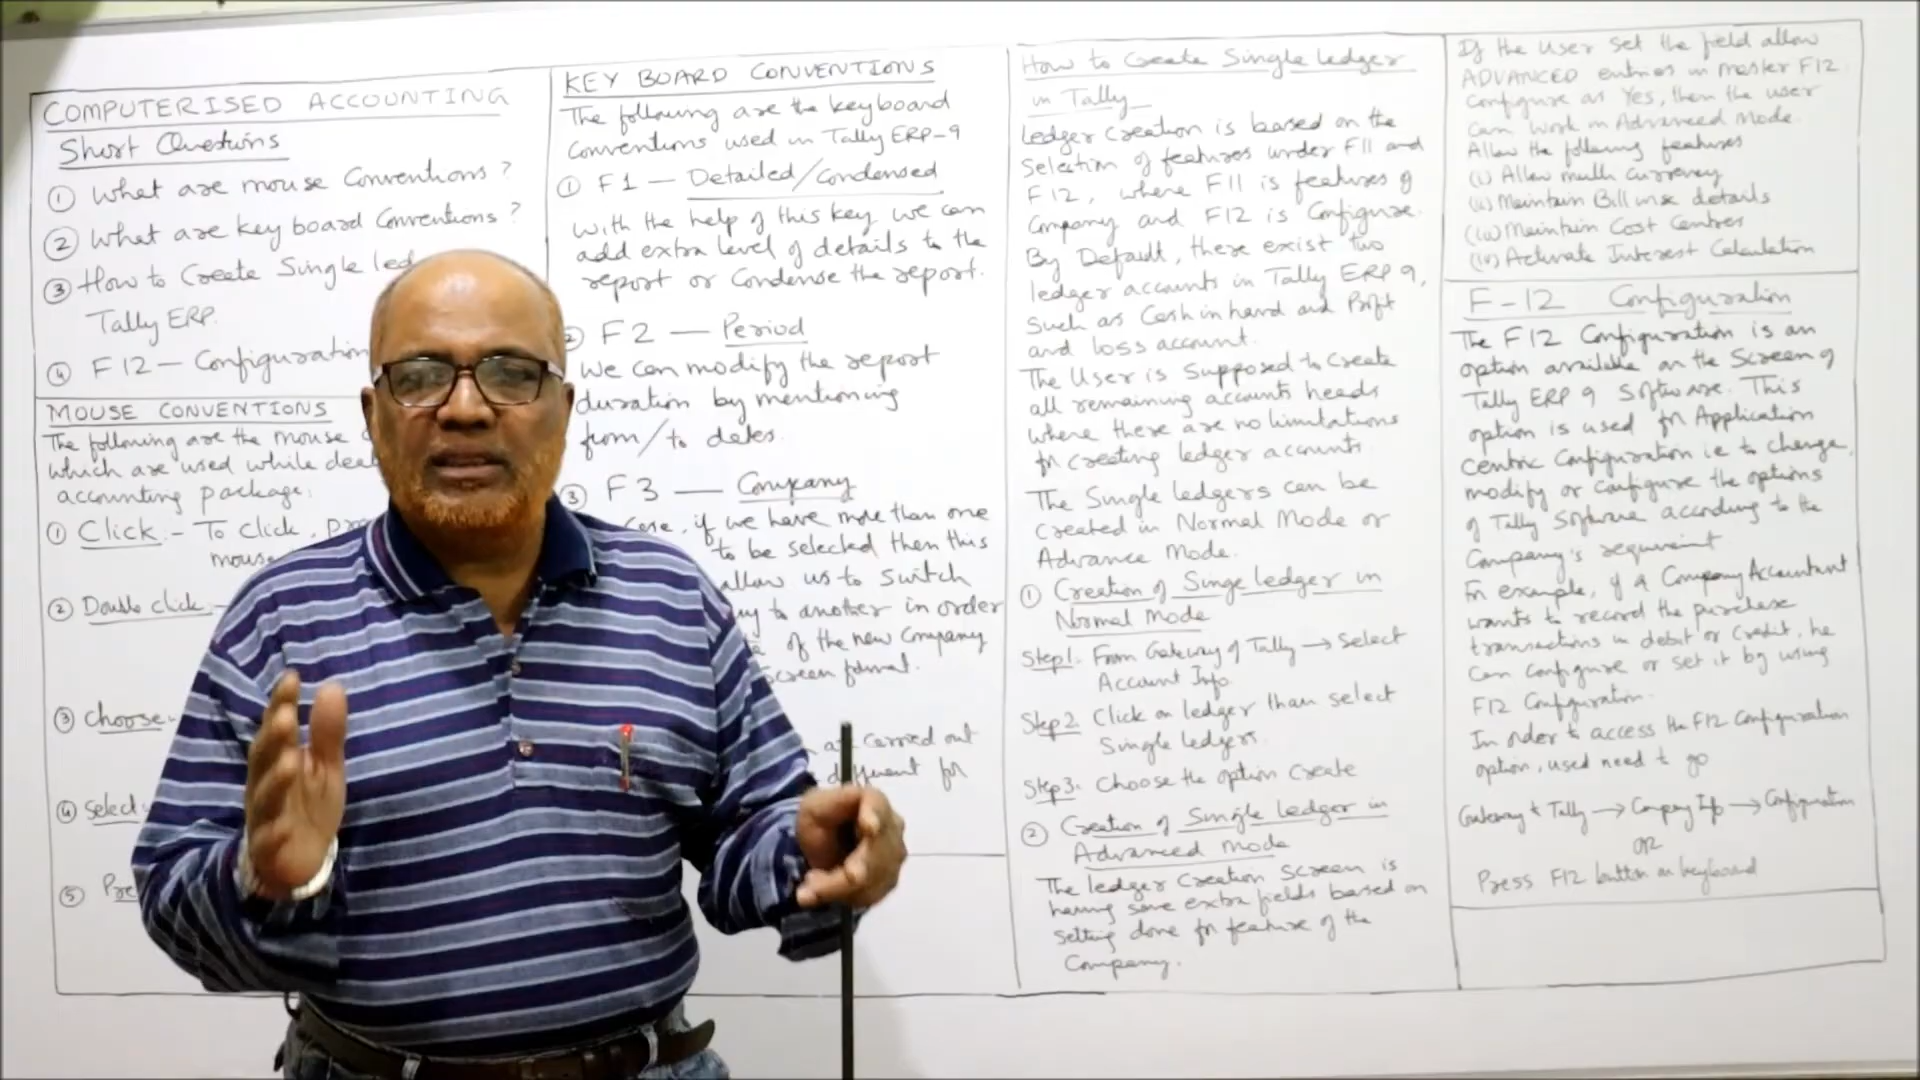 COMPUTERISED ACCOUNTING
Short Questions
① What are mouse Conventions?
② What are key board Conventions?
③ How to Create Single led
Tally ERP.
④ F12 — Configuration
MOUSE CONVENTIONS
The following are the mouse
which are used while dea
accounting package.
① Click :- To click, pr
mouse
② Double click :-
③ Choose
④ Select
⑤ Pre
KEY BOARD CONVENTIONS
The following are the key board
Conventions used in Tally ERP-9
① F1 — Detailed/Condensed
With the help of this key we can
add extra level of details to the
report or Condense the report.
F2 — Period
We can modify the report
duration by mentioning
from/to dates.
③ F3 — Company
Case, if we have more than one
to be selected then this
allow us to switch
ny to another in order
of the new Company
screen format.
are carried out
different for
How to Create Single ledger
in Tally
Ledger Creation is based on the
Selection of features under F11 and
F12, where F11 is features of
Company and F12 is Configure.
By Default, there exist two
ledger accounts in Tally ERP 9,
Such as Cash in hand and Profit
and loss account.
The User is Supposed to Create
all remaining accounts heads
where there are no limitations
for creating ledger accounts.
The Single ledgers can be
Created in Normal Mode or
Advance Mode.
① Creation of Singe ledger in
Normal Mode
Step1. From Gateway of Tally → Select
Account Info.
Step2. Click on ledger than select
Single ledgers.
Step3. Choose the option Create
② Creation of Single Ledger in
Advanced mode
The ledger Creation Screen is
having some extra fields based on
setting done for feature of the
Company.
If the User Set the field allow
ADVANCED entries in master F12
Configure as Yes, then the user
Can work in Advanced Mode.
Allow the following features
(i) Allow multi Currency
(ii) Maintain Bill wise details
(iii) Maintain Cost Centres
(iv) Activate Interest Calculation
F-12 Configuration
The F12 Configuration is an
option available on the Screen of
Tally ERP 9 Software. This
option is used for Application
Centric Configuration ie to change,
modify or Configure the options
of Tally Software according to the
Company's requirement
For example, if a Company Accountant
wants to record the purchase
transactions in debit or Credit, he
Can Configure or set it by using
F12 Configuration.
In order to access the F12 Configuration
option, used need to go
Gateway of Tally → Company Info → Configuration
OR
Press F12 button on keyboard